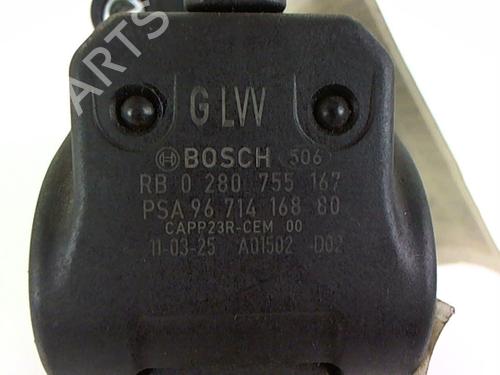 G LW
BOSCH 506
RB 0 280 755 167
PSA 96 714 168 80
CAPP23R-CEM 00
11-03-25 A01502 D02
B-PARTS